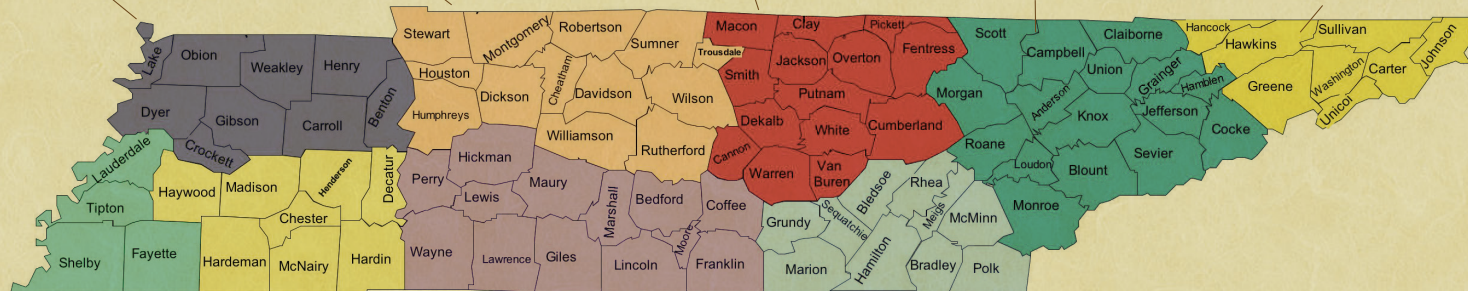 Lake
Obion
Weakley
Henry
Benton
Dyer
Gibson
Carroll
Crockett
Lauderdale
Tipton
Shelby
Fayette
Haywood
Madison
Henderson
Decatur
Chester
Hardeman
McNairy
Hardin
Stewart
Montgomery
Robertson
Sumner
Trousdale
Houston
Dickson
Cheatham
Davidson
Wilson
Humphreys
Williamson
Rutherford
Hickman
Perry
Lewis
Maury
Marshall
Bedford
Coffee
Moore
Wayne
Lawrence
Giles
Lincoln
Franklin
Macon
Clay
Pickett
Jackson
Overton
Fentress
Smith
Putnam
Dekalb
White
Cumberland
Cannon
Warren
Van
Buren
Grundy
Sequatchie
Bledsoe
Rhea
Meigs
McMinn
Marion
Hamilton
Bradley
Polk
Scott
Campbell
Claiborne
Union
Grainger
Hamblen
Morgan
Anderson
Knox
Jefferson
Cocke
Roane
Loudon
Blount
Sevier
Monroe
Hancock
Hawkins
Sullivan
Johnson
Greene
Washington
Carter
Unicoi